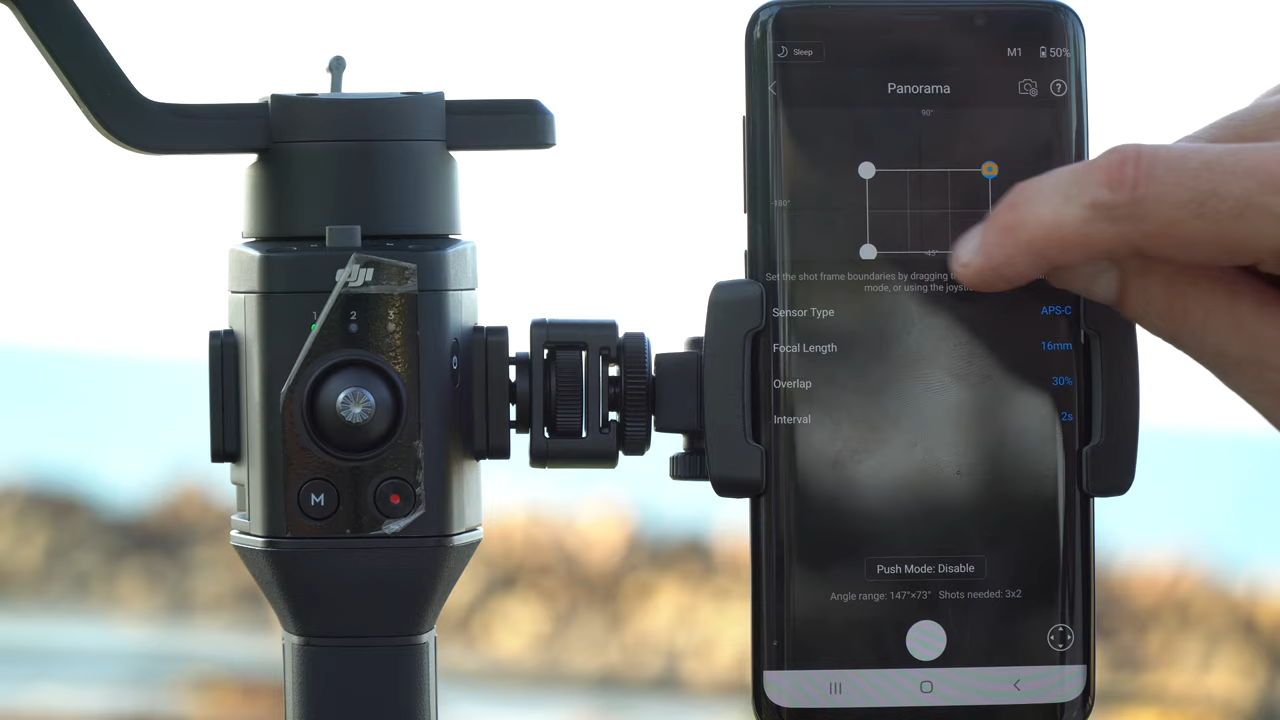 Sleep
M1
50%
Panorama
?
90°
-180°
-45°
Set the shot frame boundaries by dragging
mode, or using the
Sensor Type
APS-C
Focal Length
16mm
Overlap
30%
Interval
2s
Push Mode: Disable
Angle range: 147°×73° Shots needed: 3x2
dji
1 2 3
M